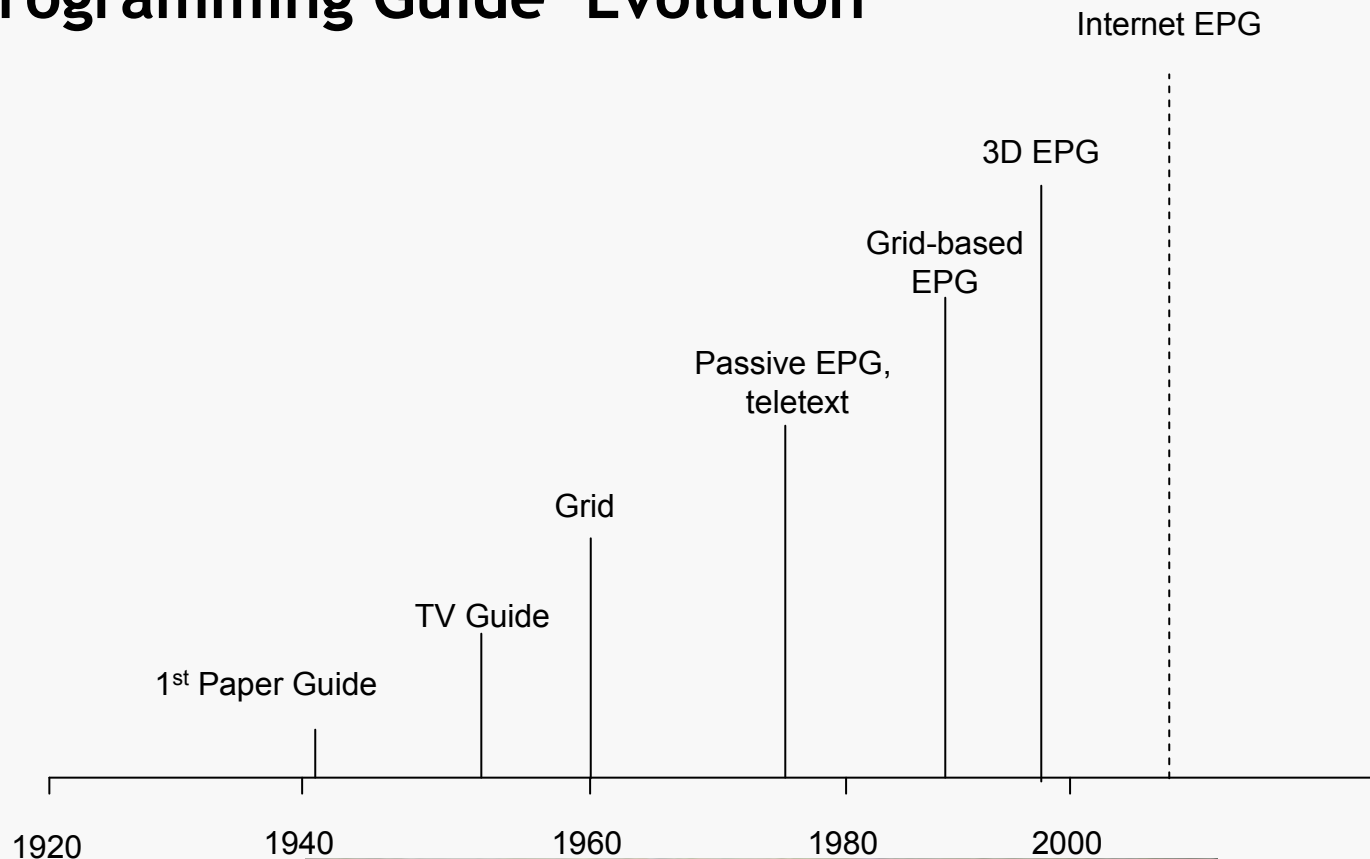 Programming Guide Evolution
Internet EPG
3D EPG
Grid-based
EPG
Passive EPG,
teletext
Grid
TV Guide
1st Paper Guide
1920 1940 1960 1980 2000